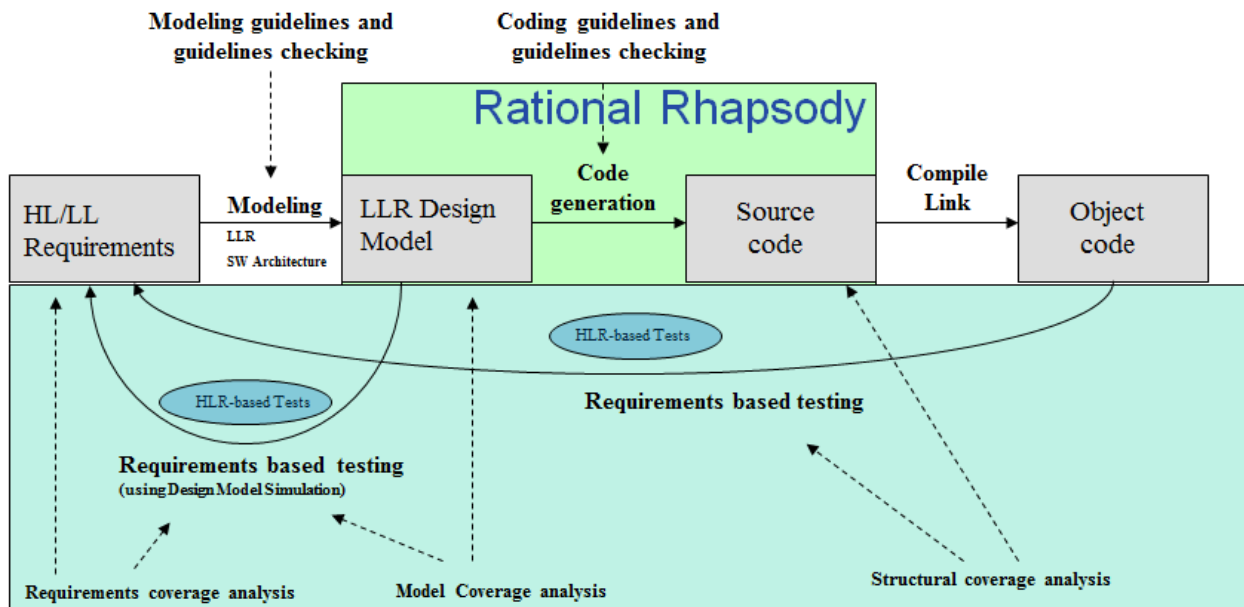 Modeling guidelines and
guidelines checking
Coding guidelines and
guidelines checking
Rational Rhapsody
HL/LL
Requirements
Modeling
LLR
SW Architecture
LLR Design
Model
Code
generation
Source
code
Compile
Link
Object
code
HLR-based Tests
HLR-based Tests
Requirements based testing
Requirements based testing
(using Design Model Simulation)
Requirements coverage analysis
Model Coverage analysis
Structural coverage analysis